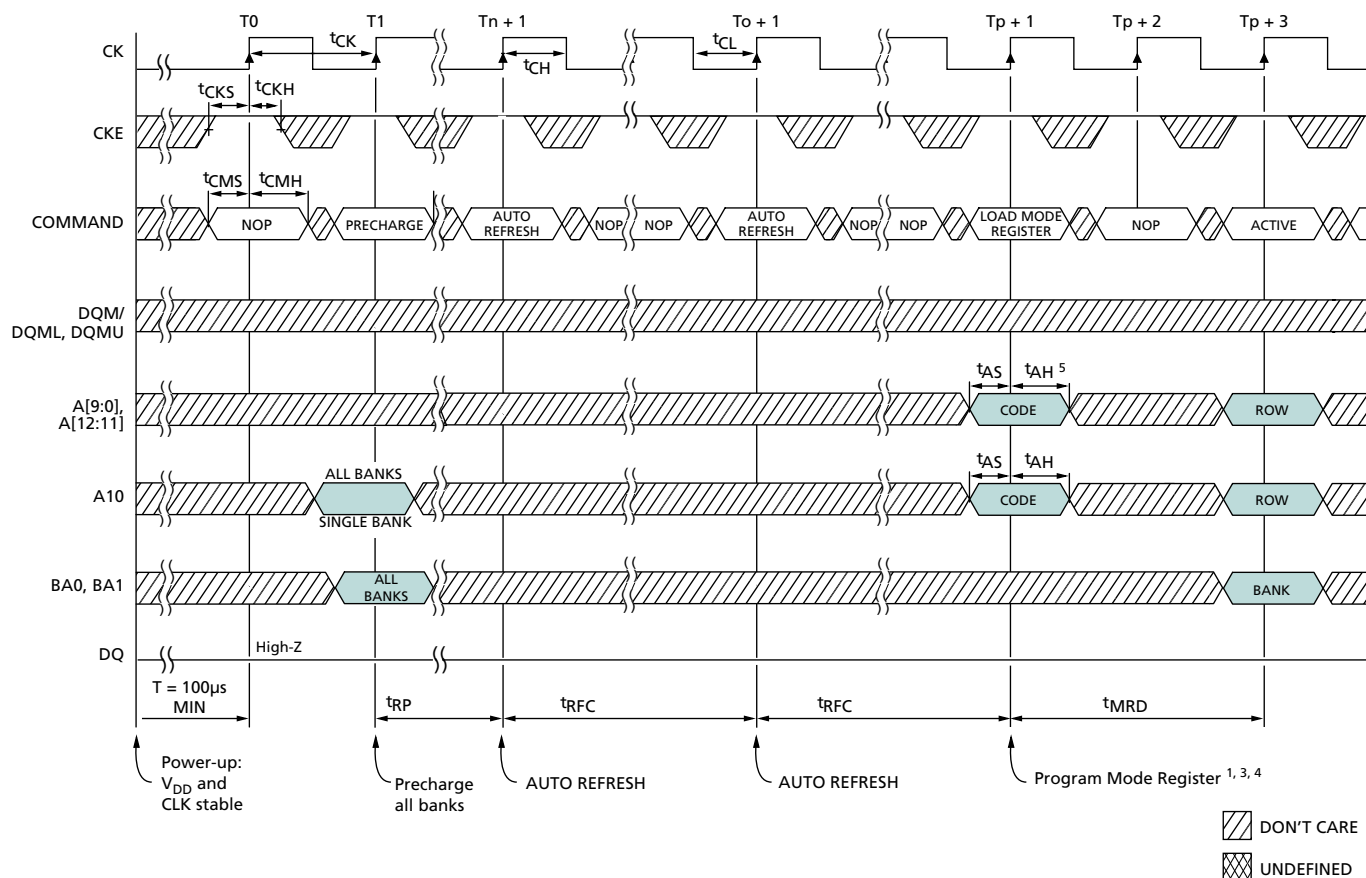 T0 T1 Tn + 1 To + 1 Tp + 1 Tp + 2 Tp + 3
CK tCK tCH tCL
tCKS tCKH
CKE
tCMS tCMH
COMMAND NOP PRECHARGE AUTO REFRESH NOP NOP AUTO REFRESH NOP NOP LOAD MODE REGISTER NOP ACTIVE
DQM/
DQML, DQMU
tAS tAH 5
A[9:0],
A[12:11]
CODE ROW
ALL BANKS tAS tAH
A10 CODE ROW
SINGLE BANK
BA0, BA1 ALL BANKS BANK
High-Z
DQ
T = 100µs
MIN
tRP tRFC tRFC tMRD
Power-up:
VDD and
CLK stable
Precharge
all banks
AUTO REFRESH
AUTO REFRESH
Program Mode Register 1, 3, 4
DON'T CARE
UNDEFINED